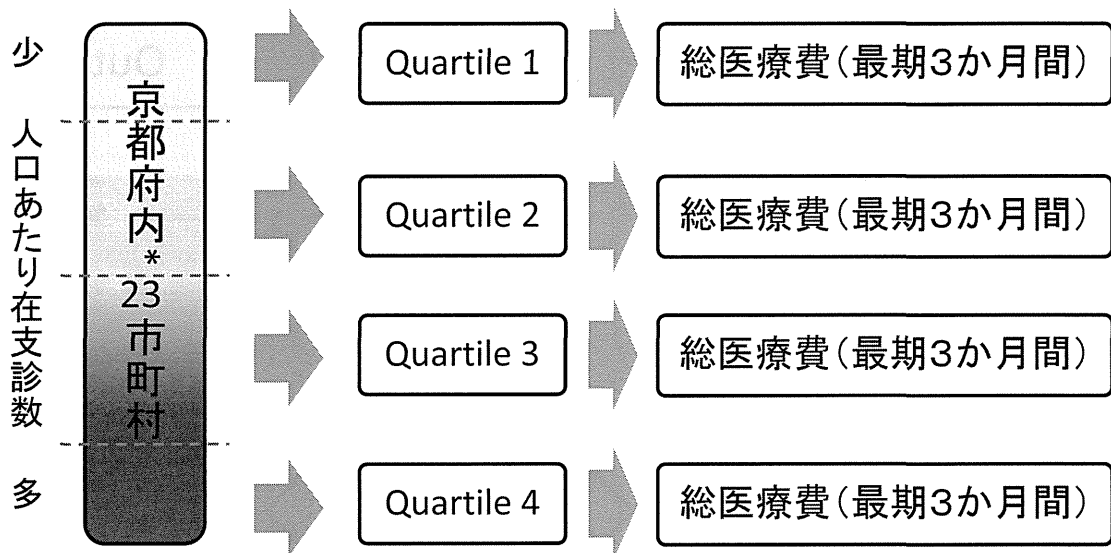 少
人口あたり在支診数
多
京都府内*23市町村
Quartile 1
総医療費(最期3か月間)
Quartile 2
総医療費(最期3か月間)
Quartile 3
総医療費(最期3か月間)
Quartile 4
総医療費(最期3か月間)